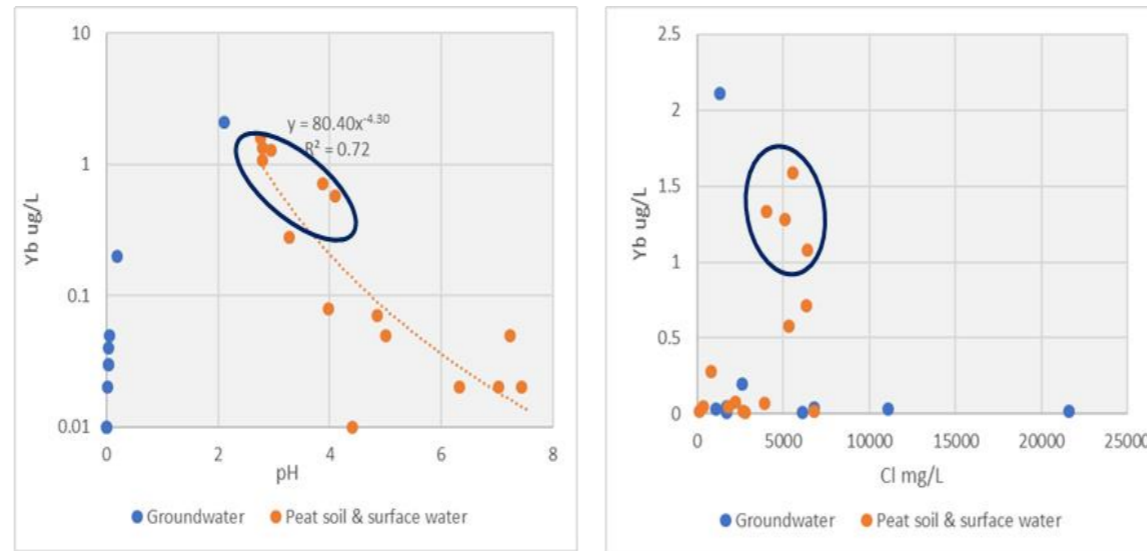 10
y = 80.40x^-4.30
R² = 0.72
1
0.1
0.01
Yb ug/L
0
2
4
6
8
pH
Groundwater
Peat soil & surface water
2.5
2
1.5
1
0.5
0
Yb ug/L
0
5000
10000
15000
20000
25000
Cl mg/L
Groundwater
Peat soil & surface water